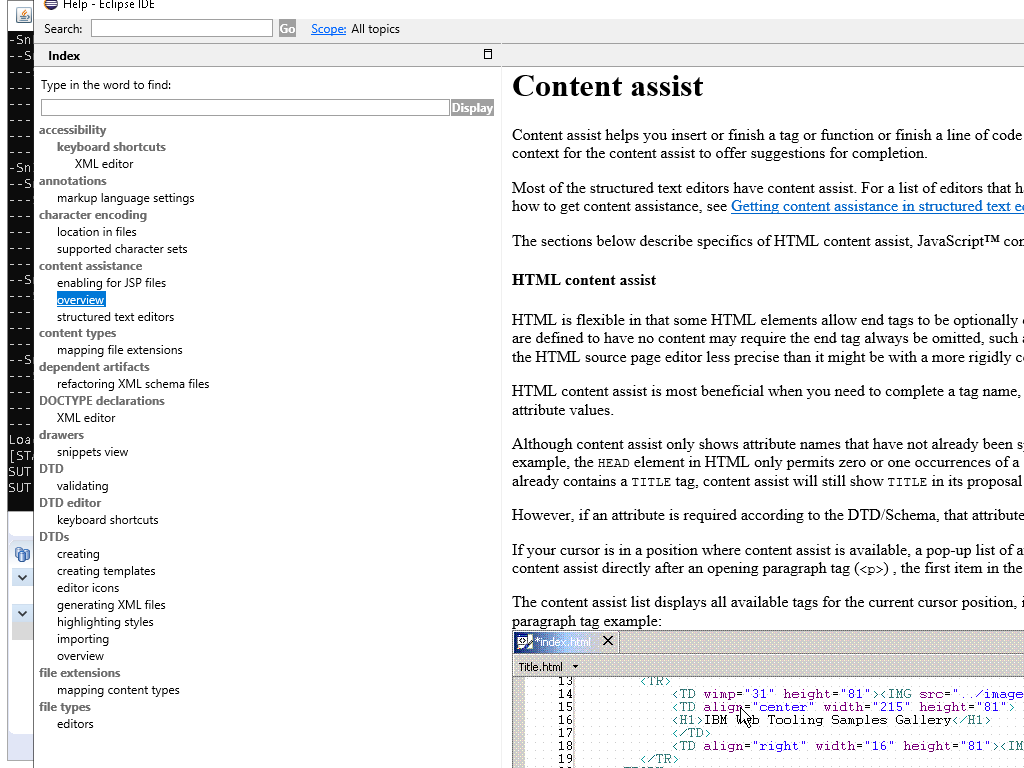 Help - Eclipse IDE
Search:
Go
Scope: All topics
Index
Type in the word to find:
Display
accessibility
keyboard shortcuts
XML editor
annotations
markup language settings
character encoding
location in files
supported character sets
content assistance
enabling for JSP files
overview
structured text editors
content types
mapping file extensions
dependent artifacts
refactoring XML schema files
DOCTYPE declarations
XML editor
drawers
snippets view
DTD
validating
DTD editor
keyboard shortcuts
DTDs
creating
creating templates
editor icons
generating XML files
highlighting styles
importing
overview
file extensions
mapping content types
file types
editors
Content assist
Content assist helps you insert or finish a tag or function or finish a line of code
context for the content assist to offer suggestions for completion.
Most of the structured text editors have content assist. For a list of editors that
how to get content assistance, see Getting content assistance in structured text
The sections below describe specifics of HTML content assist, JavaScript™
HTML content assist
HTML is flexible in that some HTML elements allow end tags to be optionally
are defined to have no content may require the end tag always be omitted, such
the HTML source page editor less precise than it might be with a more rigidly
HTML content assist is most beneficial when you need to complete a tag name,
attribute values.
Although content assist only shows attribute names that have not already been
example, the HEAD element in HTML only permits zero or one occurrences of a
already contains a TITLE tag, content assist will still show TITLE in its proposal
However, if an attribute is required according to the DTD/Schema, that attribute
If your cursor is in a position where content assist is available, a pop-up list of
content assist directly after an opening paragraph tag (<p>) , the first item in the
The content assist list displays all available tags for the current cursor position,
paragraph tag example:
*index.html
Title.html
13 <TR>
14 <TD wimp="31" height="81"><IMG src="../image
15 <TD align="center" width="215" height="81">
16 <H1>IBM Web Tooling Samples Gallery</H1>
17 </TD>
18 <TD align="right" width="16" height="81"><IM
19 </TR>
-Sn
--S
-Sn
--S
--S
--S
Loa
[STA
SUT
SUT